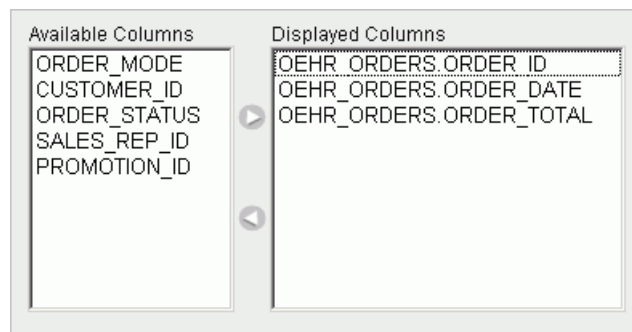 Available Columns
ORDER_MODE
CUSTOMER_ID
ORDER_STATUS
SALES_REP_ID
PROMOTION_ID
Displayed Columns
OEHR_ORDERS.ORDER_ID
OEHR_ORDERS.ORDER_DATE
OEHR_ORDERS.ORDER_TOTAL